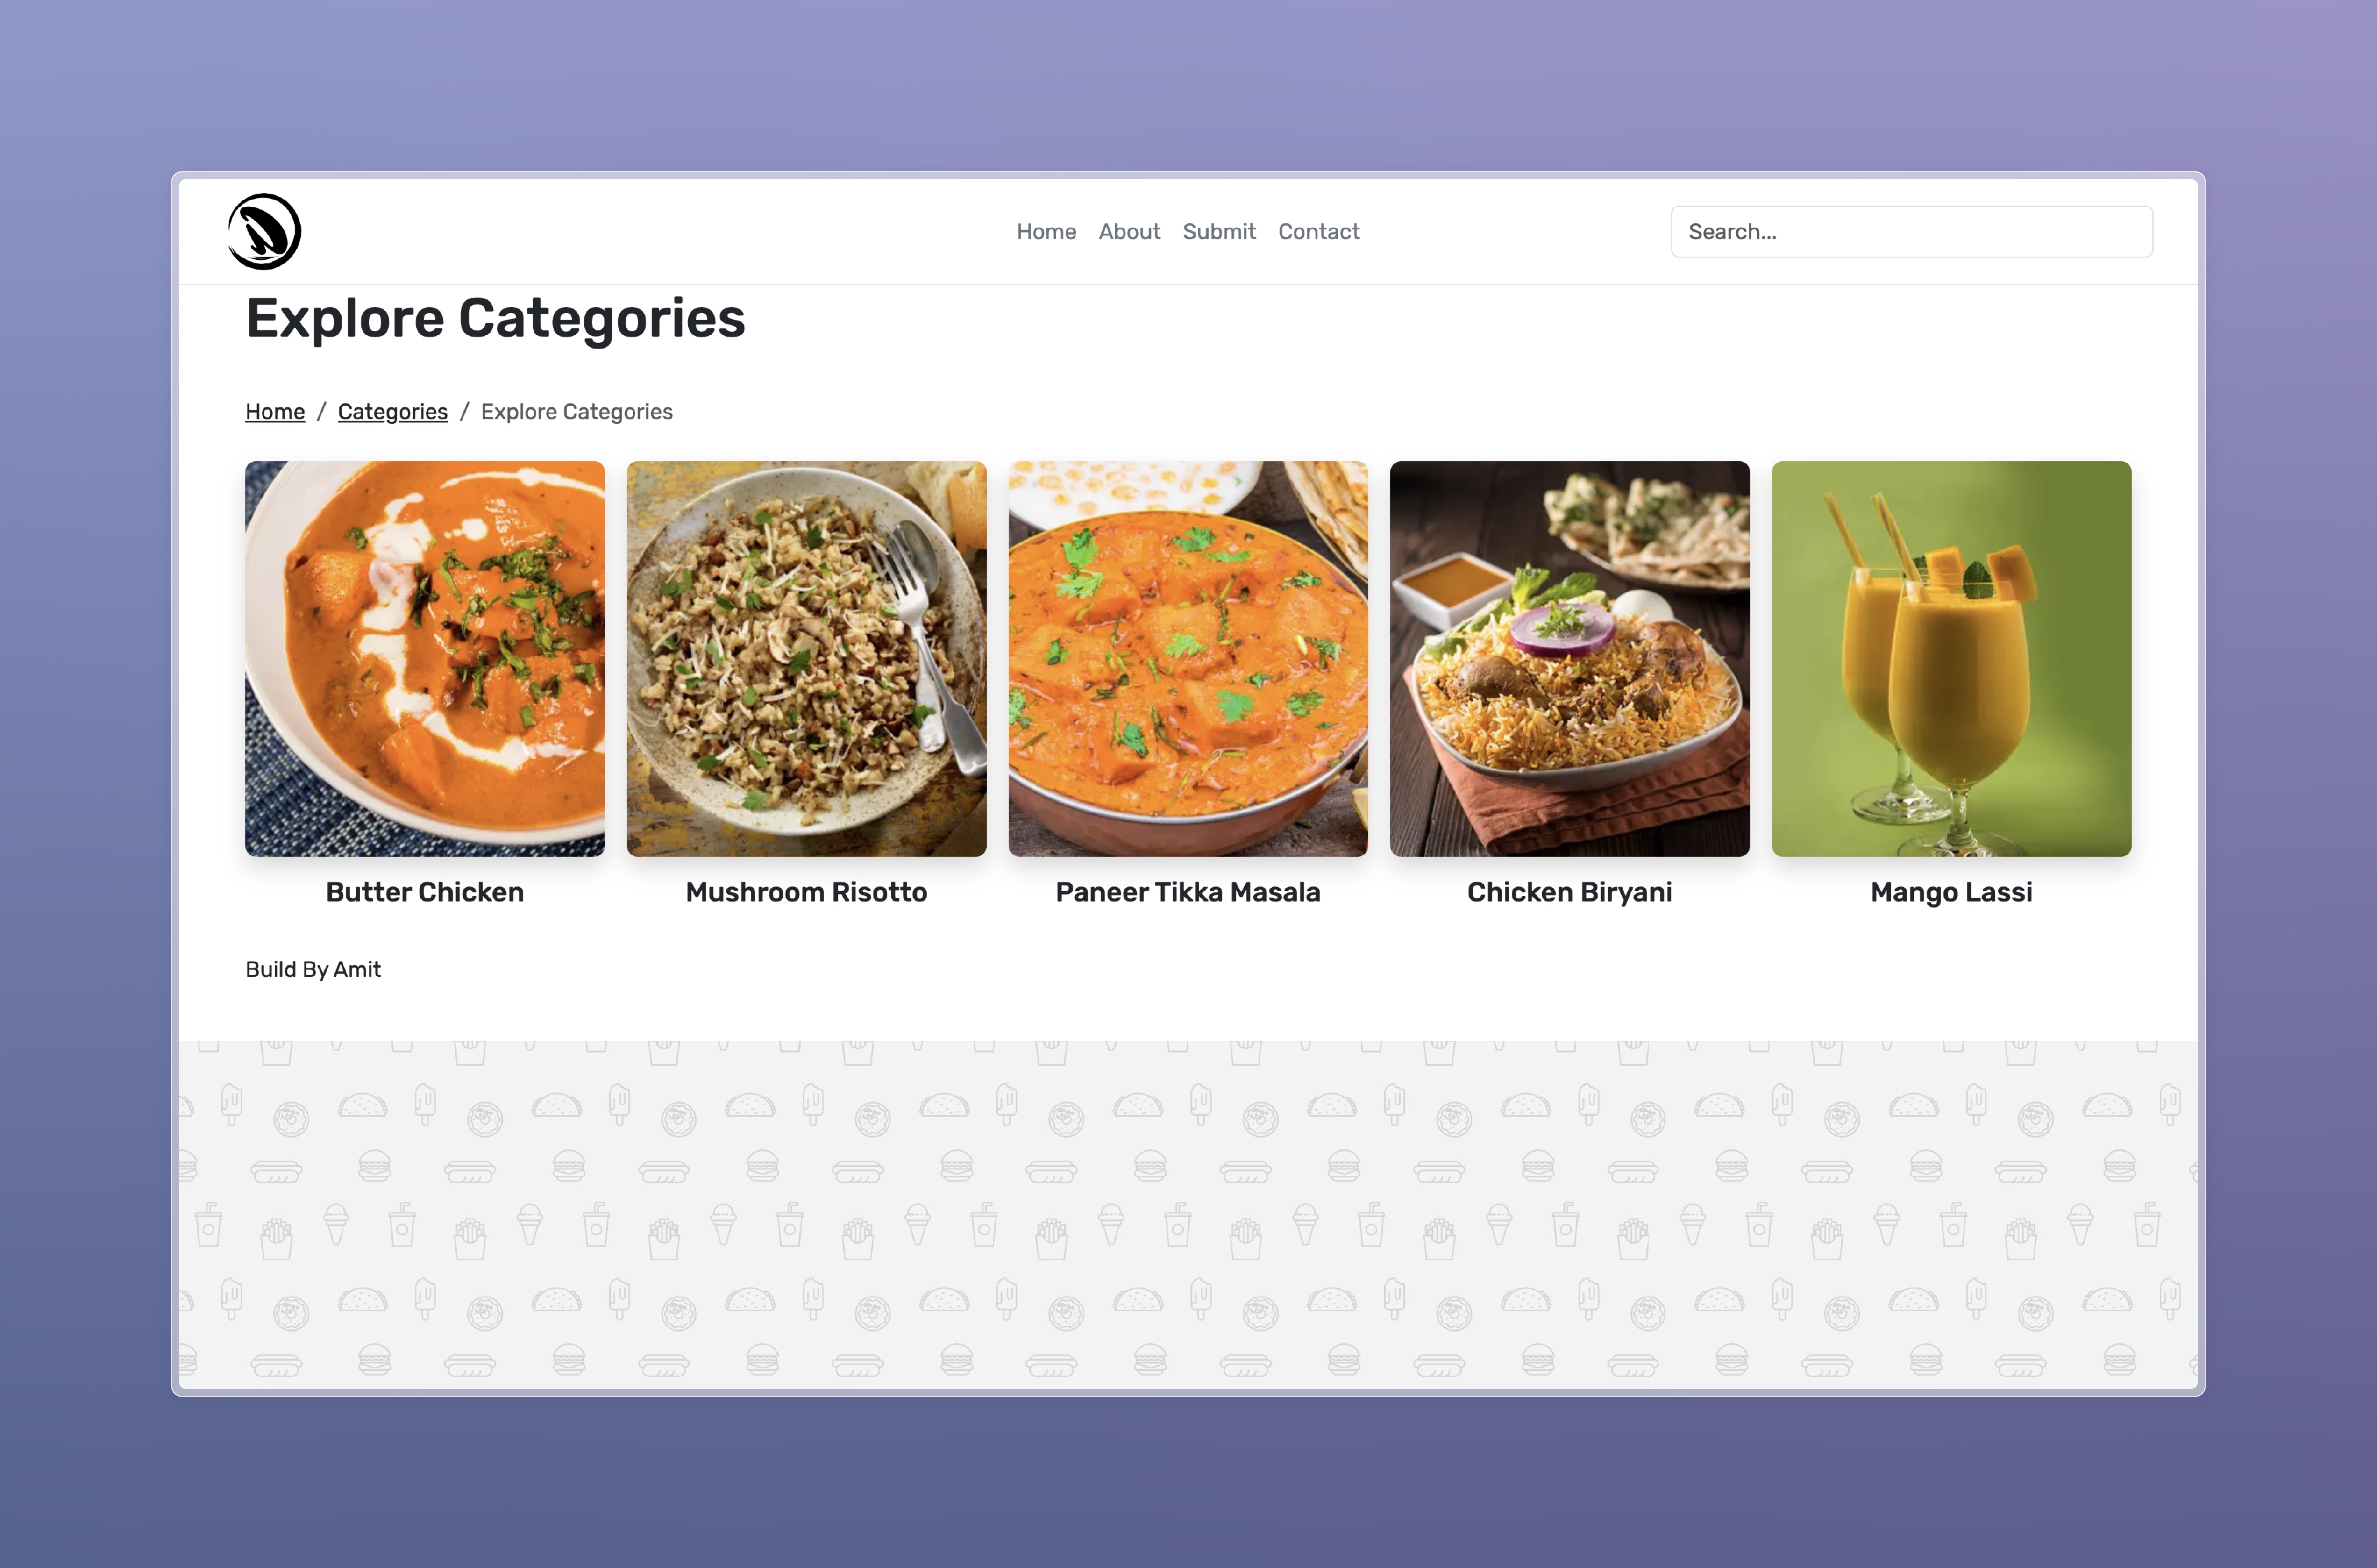 Home About Submit Contact
Search...
Explore Categories
Home / Categories / Explore Categories
Butter Chicken
Mushroom Risotto
Paneer Tikka Masala
Chicken Biryani
Mango Lassi
Build By Amit